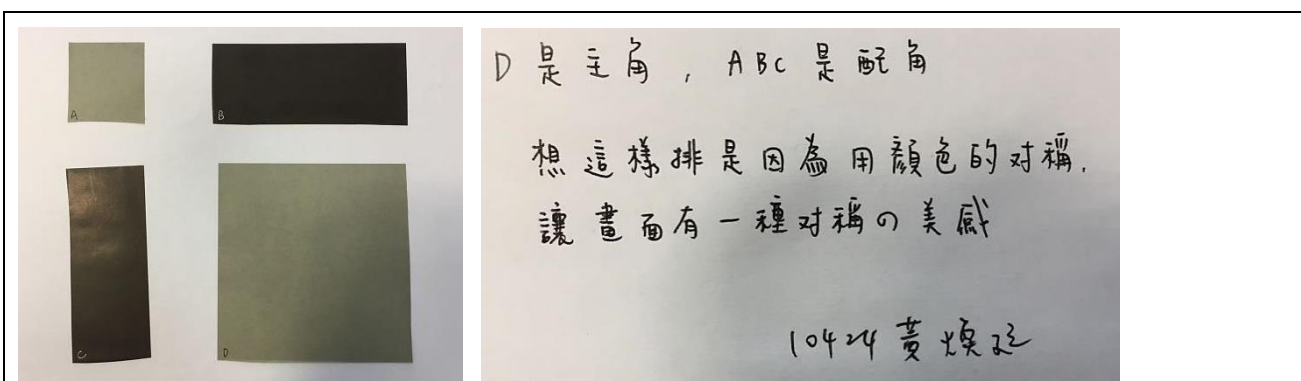 A
B
C
D
D是主角，ABC是配角
想這樣排是因為用顏色的对稱.
讓畫面有一種对稱の美感
10424 黃煥